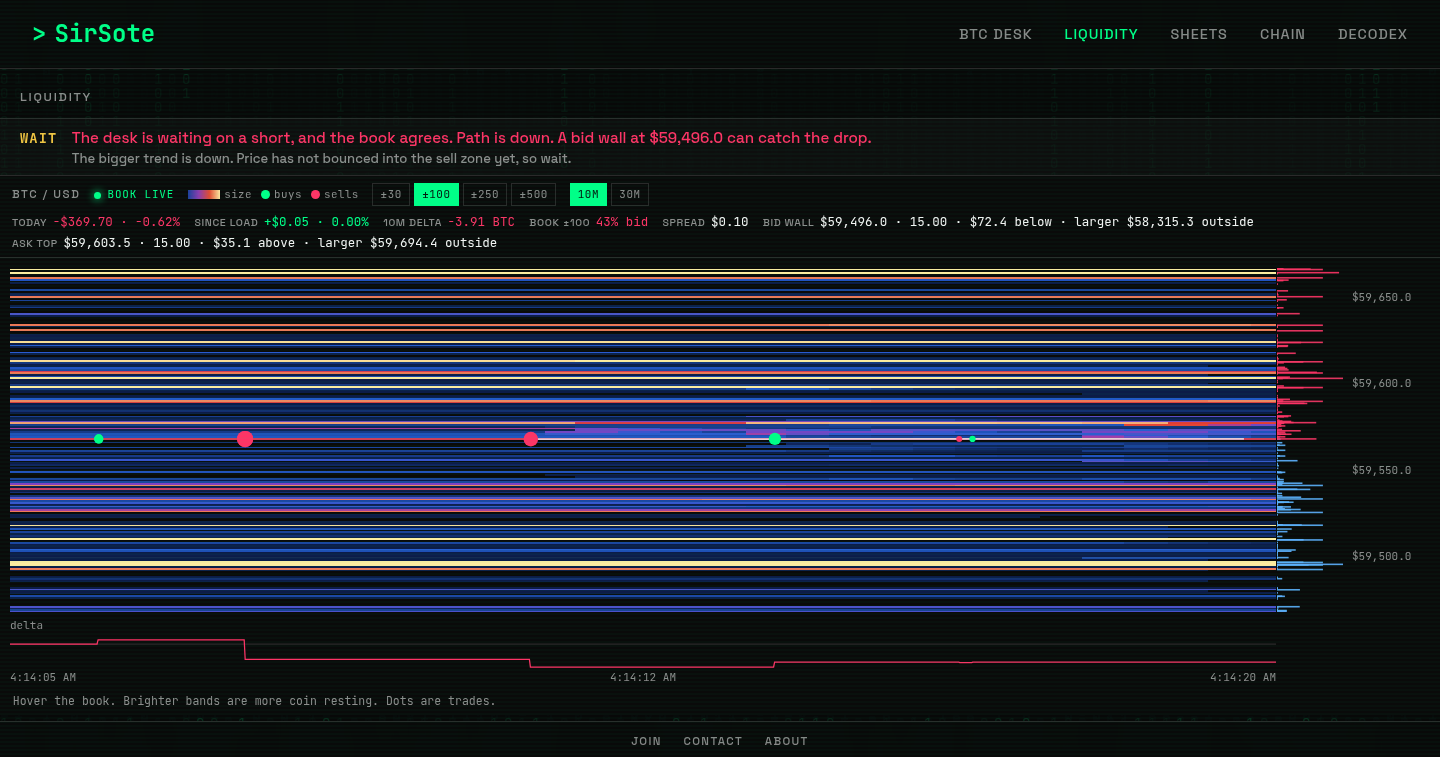 > SirSote
BTC DESK LIQUIDITY SHEETS CHAIN DECODEX
LIQUIDITY
WAIT The desk is waiting on a short, and the book agrees. Path is down. A bid wall at $59,496.0 can catch the drop.
The bigger trend is down. Price has not bounced into the sell zone yet, so wait.
BTC / USD BOOK LIVE size buys sells ±30 ±100 ±250 ±500 10M 30M
TODAY -$369.70 · -0.62% SINCE LOAD +$0.05 · 0.00% 10M DELTA -3.91 BTC BOOK ±100 43% bid SPREAD $0.10 BID WALL $59,496.0 · 15.00 · $72.4 below · larger $58,315.3 outside
ASK TOP $59,603.5 · 15.00 · $35.1 above · larger $59,694.4 outside
$59,650.0
$59,600.0
$59,550.0
$59,500.0
delta
4:14:05 AM 4:14:12 AM 4:14:20 AM
Hover the book. Brighter bands are more coin resting. Dots are trades.
JOIN CONTACT ABOUT